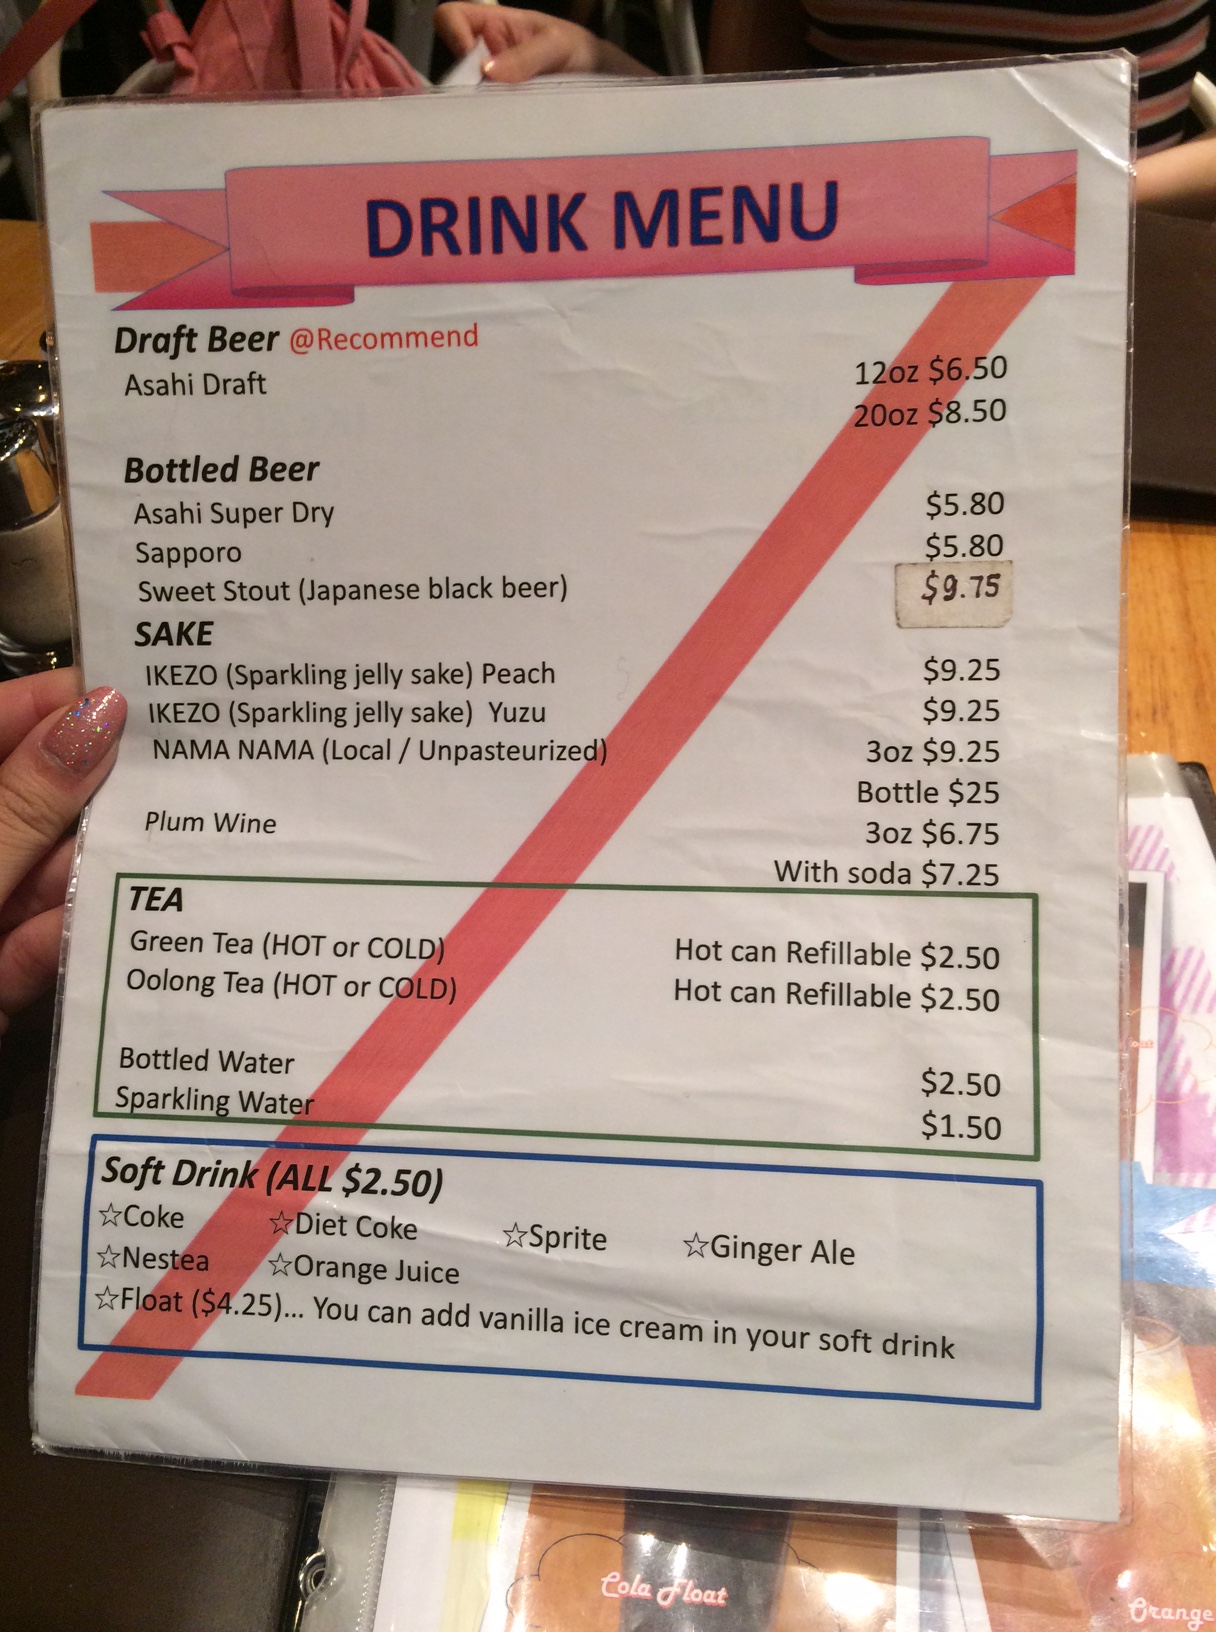 DRINK MENU
Draft Beer @Recommend
Asahi Draft 12oz $6.50
20oz $8.50
Bottled Beer
Asahi Super Dry $5.80
Sapporo $5.80
Sweet Stout (Japanese black beer) $9.75
SAKE
IKEZO (Sparkling jelly sake) Peach $9.25
IKEZO (Sparkling jelly sake) Yuzu $9.25
NAMA NAMA (Local / Unpasteurized) 3oz $9.25
Bottle $25
Plum Wine 3oz $6.75
With soda $7.25
TEA
Green Tea (HOT or COLD) Hot can Refillable $2.50
Oolong Tea (HOT or COLD) Hot can Refillable $2.50
Bottled Water $2.50
Sparkling Water $1.50
Soft Drink (ALL $2.50)
☆Coke ☆Diet Coke ☆Sprite ☆Ginger Ale
☆Nestea ☆Orange Juice
☆Float ($4.25)... You can add vanilla ice cream in your soft drink
Cola Float
Orange